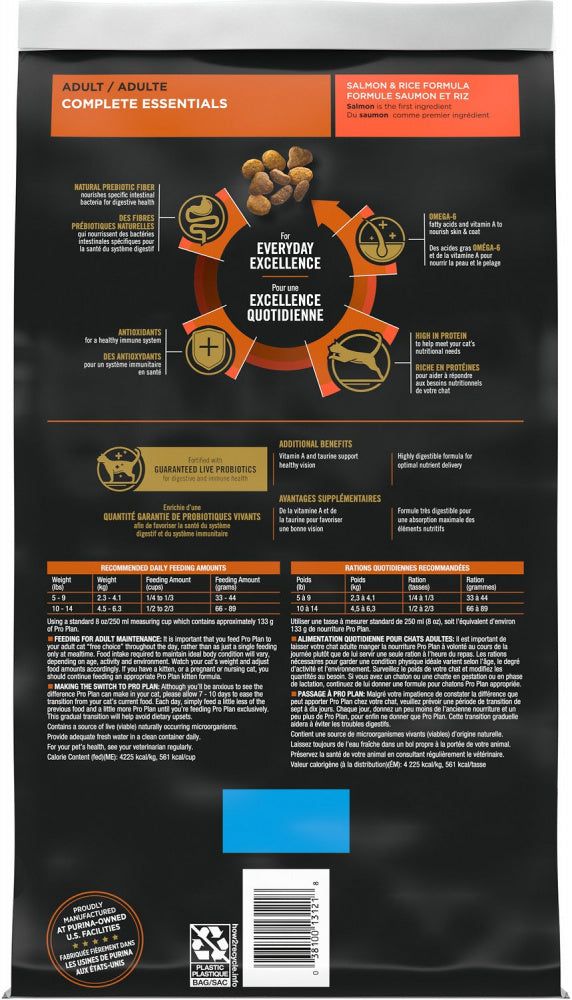 ADULT / ADULTE
COMPLETE ESSENTIALS
SALMON & RICE FORMULA
FORMULE SAUMON ET RIZ
Salmon is the first ingredient
Du saumon comme premier ingrédient
NATURAL PREBIOTIC FIBER
nourishes specific intestinal
bacteria for digestive health
DES FIBRES
PRÉBIOTIQUES NATURELLES
qui nourrissent des bactéries
intestinales spécifiques pour
la santé du système digestif
For
EVERYDAY
EXCELLENCE
Pour une
EXCELLENCE
QUOTIDIENNE
OMEGA-6
fatty acids and vitamin A to
nourish skin & coat
Des acides gras OMÉGA-6
et de la vitamine A pour
nourrir la peau et le pelage
ANTIOXIDANTS
for a healthy immune system
DES ANTIOXYDANTS
pour un système immunitaire
en santé
HIGH IN PROTEIN
to help meet your cat's
nutritional needs
RICHE EN PROTÉINES
pour aider à répondre
aux besoins nutritionnels
de votre chat
Fortified with
GUARANTEED LIVE PROBIOTICS
for digestive and immune health
Enrichie d'une
QUANTITÉ GARANTIE DE PROBIOTIQUES VIVANTS
afin de favoriser la santé du système
digestif et du système immunitaire
ADDITIONAL BENEFITS
Vitamin A and taurine support
healthy vision
Highly digestible formula for
optimal nutrient delivery
AVANTAGES SUPPLÉMENTAIRES
De la vitamine A et de
la taurine pour favoriser
une bonne vision
Formule très digestible pour
une absorption maximale des
éléments nutritifs
RECOMMENDED DAILY FEEDING AMOUNTS
Weight (lbs) Weight (kg) Feeding Amount (cups) Feeding Amount (grams)
5 - 9 2.3 - 4.1 1/4 to 1/3 33 - 44
10 - 14 4.5 - 6.3 1/2 to 2/3 66 - 89
Using a standard 8 oz/250 ml measuring cup which contains approximately 133 g
of Pro Plan.
■ FEEDING FOR ADULT MAINTENANCE: It is important that you feed Pro Plan to
your adult cat "free choice" throughout the day, rather than as just a single feeding
only at mealtime. Food intake required to maintain ideal body condition will vary,
depending on age, activity and environment. Watch your cat's weight and adjust
food amounts accordingly. If you have a kitten, or a pregnant or nursing cat, you
should continue feeding an appropriate Pro Plan kitten formula.
■ MAKING THE SWITCH TO PRO PLAN: Although you'll be anxious to see the
difference Pro Plan can make in your cat, please allow 7 - 10 days to ease the
transition from your cat's current food. Each day, simply feed a little less of the
previous food and a little more Pro Plan until you're feeding Pro Plan exclusively.
This gradual transition will help avoid dietary upsets.
Contains a source of live (viable) naturally occurring microorganisms.
Provide adequate fresh water in a clean container daily.
For your pet's health, see your veterinarian regularly.
Calorie Content (fed)(ME): 4225 kcal/kg, 561 kcal/cup
RATIONS QUOTIDIENNES RECOMMANDÉES
Poids (lb) Poids (kg) Ration (tasses) Ration (grammes)
5 à 9 2,3 à 4,1 1/4 à 1/3 33 à 44
10 à 14 4,5 à 6,3 1/2 à 2/3 66 à 89
Utiliser une tasse à mesurer standard de 250 ml (8 oz), soit l'équivalent d'environ
133 g de nourriture Pro Plan.
■ ALIMENTATION QUOTIDIENNE POUR CHATS ADULTES: Il est important de
laisser votre chat adulte manger la nourriture Pro Plan à volonté au cours de la
journée plutôt que de lui servir une seule ration à l'heure du repas. Les rations
nécessaires pour garder une condition physique idéale varient selon l'âge, le degré
d'activité et l'environnement. Surveillez le poids de votre chat et modifiez les
quantités au besoin. Si vous avez un chaton ou une chatte en gestation ou en phase
de lactation, continuez de lui donner une formule pour chatons Pro Plan appropriée.
■ PASSAGE À PRO PLAN: Malgré votre impatience de constater la différence que
peut apporter Pro Plan chez votre chat, veuillez prévoir une période de transition de
sept à dix jours. Chaque jour, donnez un peu moins de l'ancienne nourriture et un
peu plus de Pro Plan, pour enfin ne donner que Pro Plan. Cette transition graduelle
aidera à éviter les troubles digestifs.
Contient une source de microorganismes vivants (viables) d'origine naturelle.
Laissez toujours de l'eau fraîche dans un bol propre à la portée de votre animal.
Préservez la santé de votre animal en consultant régulièrement le vétérinaire.
Valeur calorigène (à la distribution)(ÉM): 4 225 kcal/kg, 561 kcal/tasse
PROUDLY
MANUFACTURED
AT PURINA-OWNED
U.S. FACILITIES
FABRIQUÉE FIÈREMENT DANS
LES USINES DE PURINA
AUX ÉTATS-UNIS
PLASTIC
PLASTIQUE
BAG/SAC
how2recycle.info
0 38100 13121 8